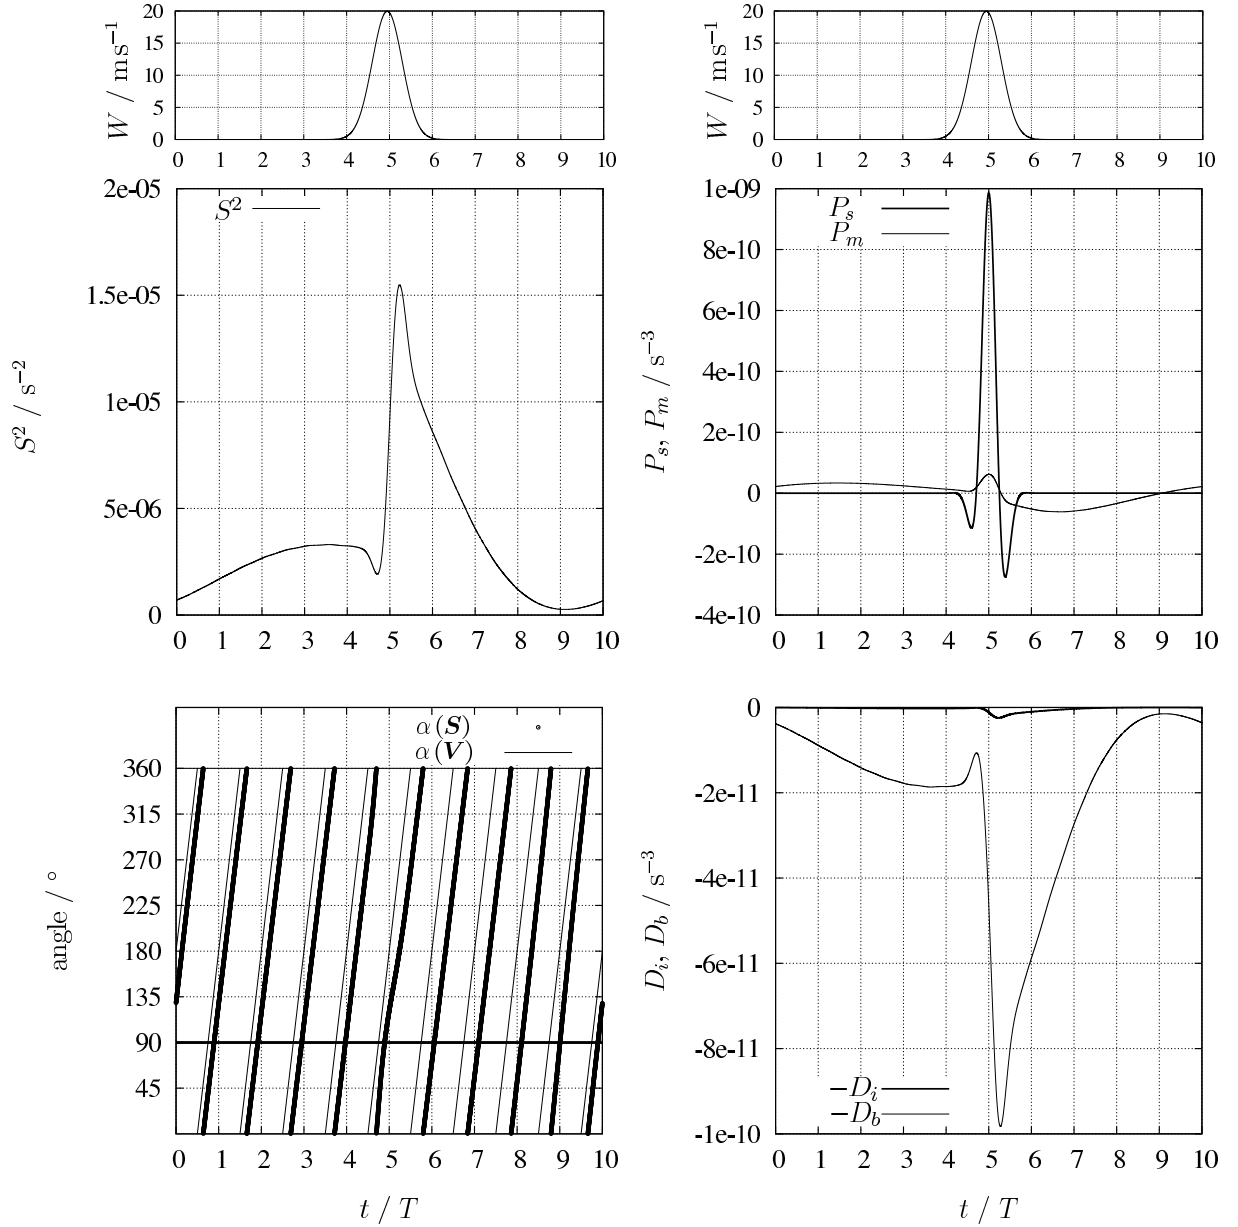 W / ms⁻¹
20
15
10
5
0
0 1 2 3 4 5 6 7 8 9 10
W / ms⁻¹
20
15
10
5
0
0 1 2 3 4 5 6 7 8 9 10
S² / s⁻²
2e-05
1.5e-05
1e-05
5e-06
0
S²
0 1 2 3 4 5 6 7 8 9 10
Pₛ, Pₘ / s⁻³
1e-09
8e-10
6e-10
4e-10
2e-10
0
-2e-10
-4e-10
Pₛ
Pₘ
0 1 2 3 4 5 6 7 8 9 10
angle / °
360
315
270
225
180
135
90
45
α(S)
α(V)
0 1 2 3 4 5 6 7 8 9 10
t / T
D_i, D_b / s⁻³
0
-2e-11
-4e-11
-6e-11
-8e-11
-1e-10
−D_i
−D_b
0 1 2 3 4 5 6 7 8 9 10
t / T